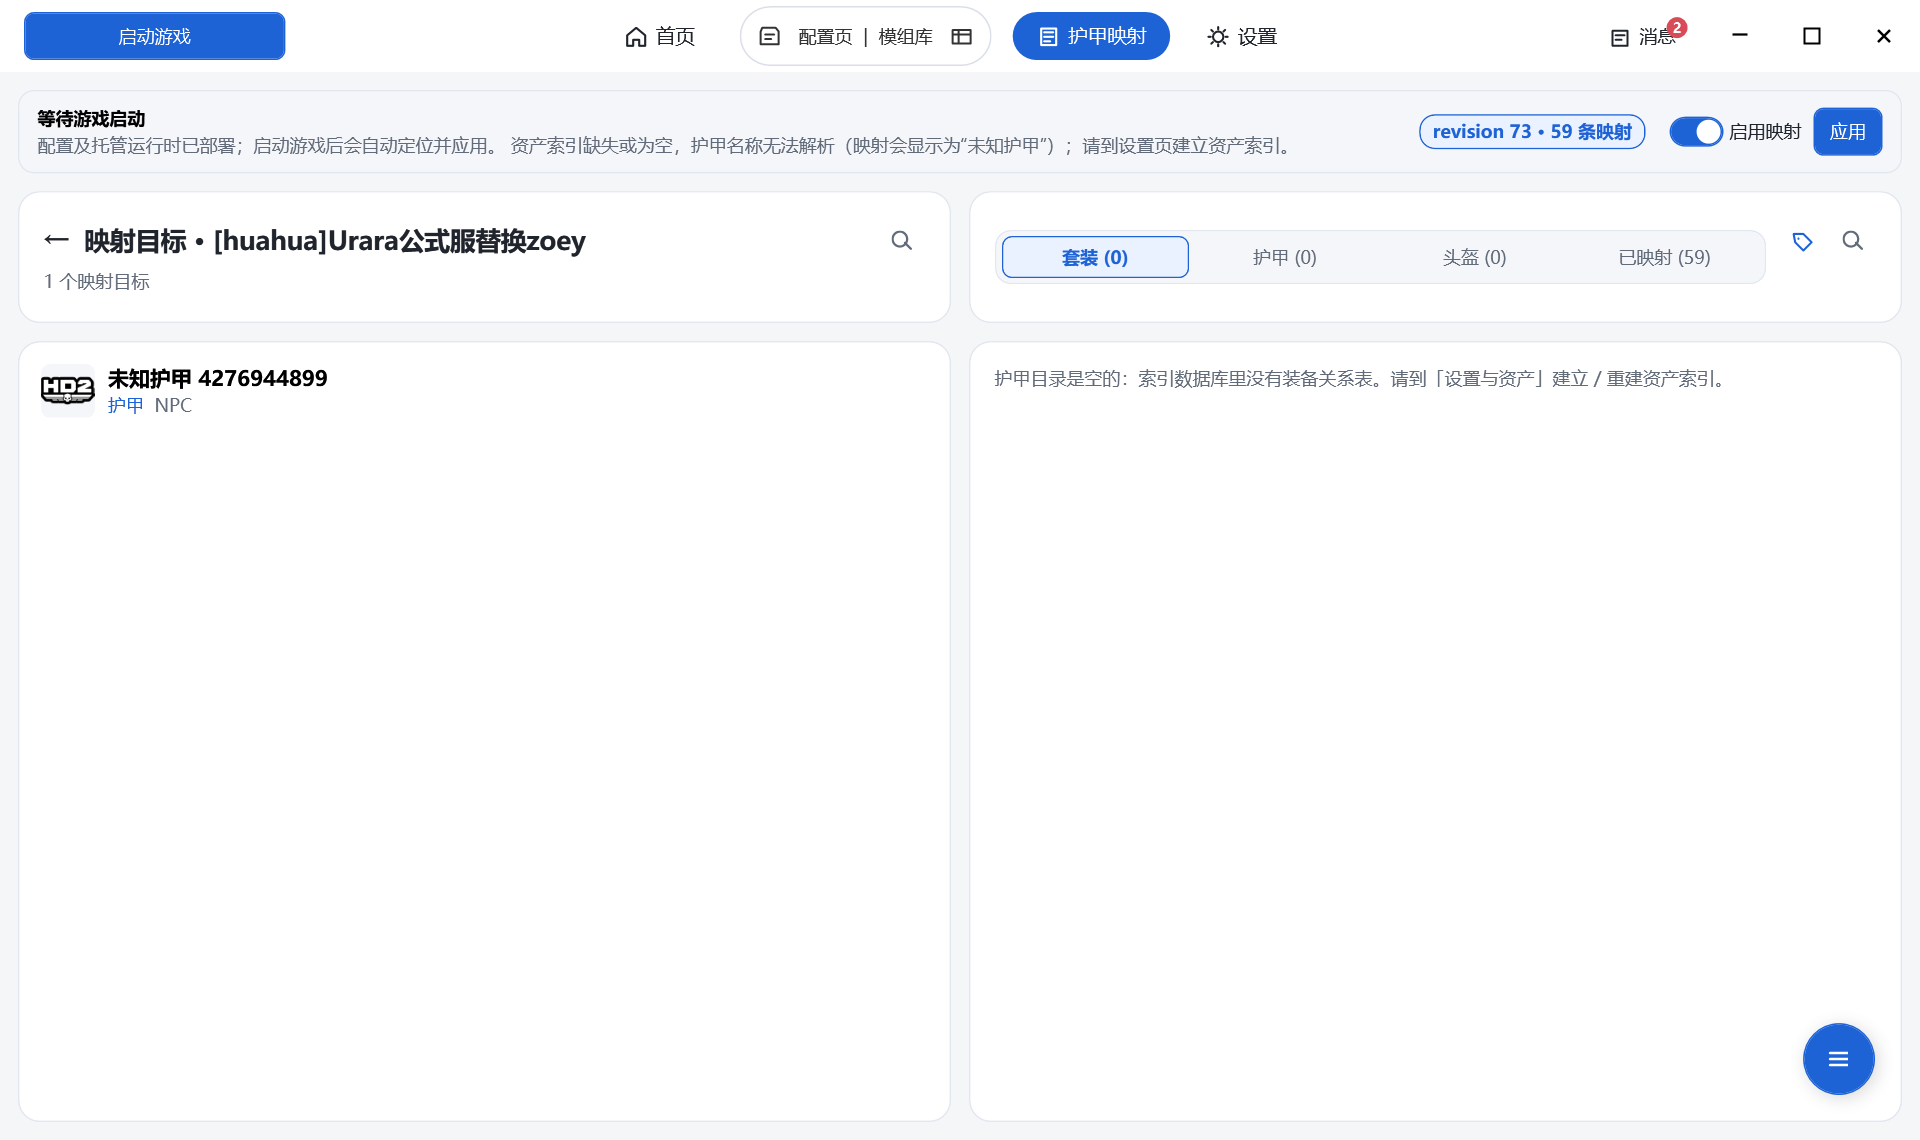 启动游戏
首页
配置页 | 模组库
护甲映射
设置
消息
2
等待游戏启动
配置及托管运行时已部署；启动游戏后会自动定位并应用。 资产索引缺失或为空，护甲名称无法解析（映射会显示为“未知护甲”）；请到设置页建立资产索引。
revision 73 • 59 条映射
启用映射
应用
← 映射目标 • [huahua]Urara公式服替换zoey
1 个映射目标
套装 (0)
护甲 (0)
头盔 (0)
已映射 (59)
HD2
未知护甲 4276944899
护甲 NPC
护甲目录是空的：索引数据库里没有装备关系表。请到「设置与资产」建立 / 重建资产索引。